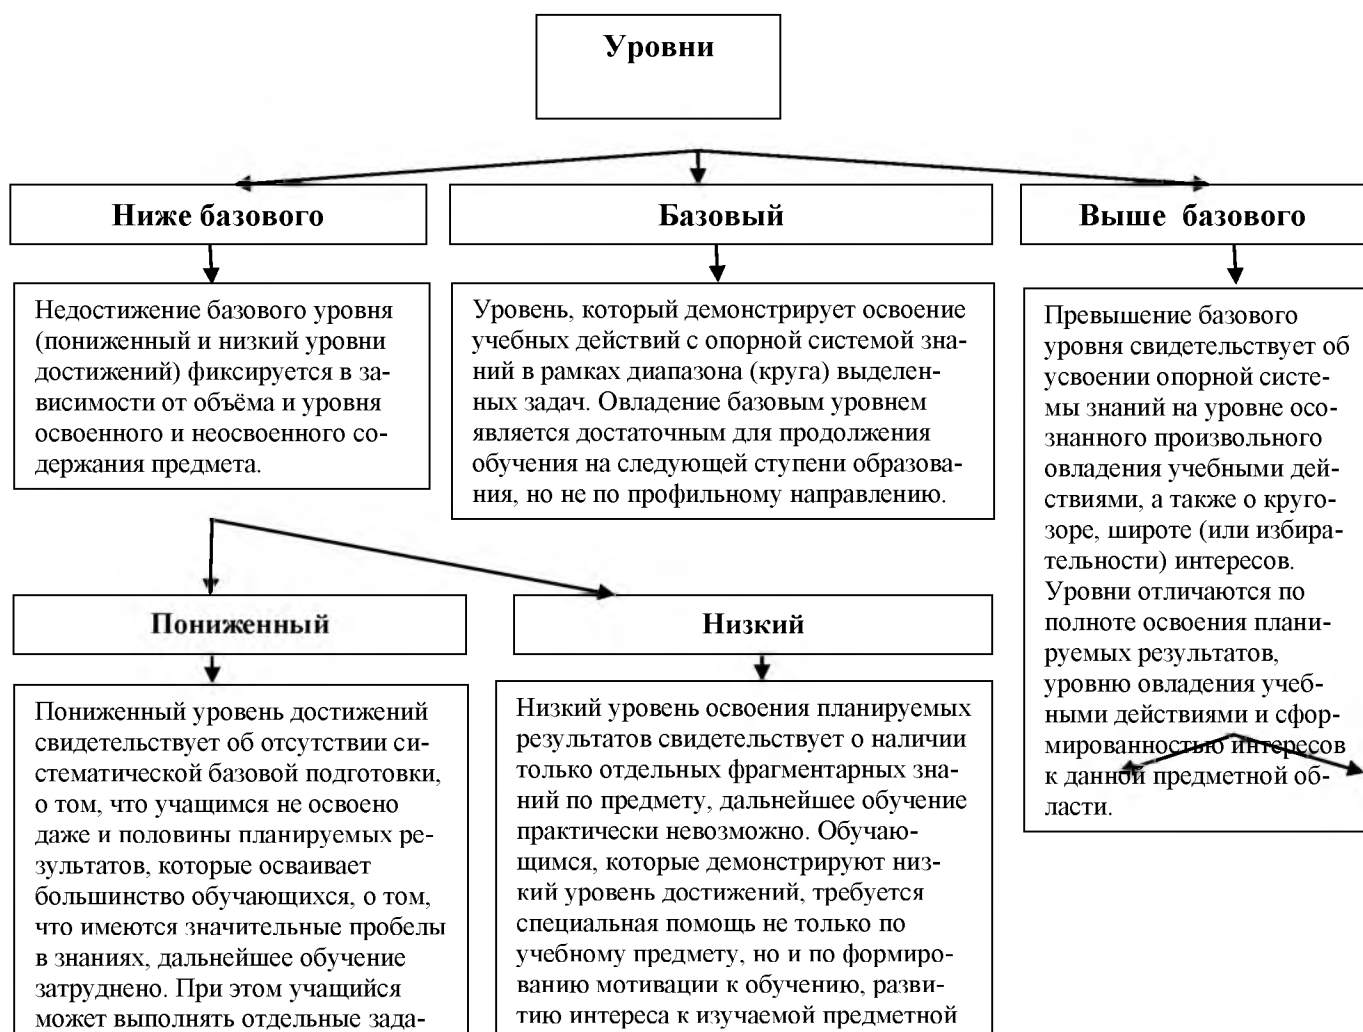 Уровни
Ниже базового
Базовый
Выше базового
Недостижение базового уровня
(пониженный и низкий уровни
достижений) фиксируется в за-
висимости от объёма и уровня
освоенного и неосвоенного со-
держания предмета.
Уровень, который демонстрирует освоение
учебных действий с опорной системой зна-
ний в рамках диапазона (круга) выделен-
ных задач. Овладение базовым уровнем
является достаточным для продолжения
обучения на следующей ступени образова-
ния, но не по профильному направлению.
Превышение базового
уровня свидетельствует об
усвоении опорной систе-
мы знаний на уровне осо-
знанного произвольного
овладения учебными дей-
ствиями, а также о круго-
зоре, широте (или избира-
тельности) интересов.
Уровни отличаются по
полноте освоения плани-
руемых результатов,
уровню овладения учеб-
ными действиями и сфор-
мированностью интересов
к данной предметной об-
ласти.
Пониженный
Низкий
Пониженный уровень достижений
свидетельствует об отсутствии си-
стематической базовой подготовки,
о том, что учащимся не освоено
даже и половины планируемых ре-
зультатов, которые осваивает
большинство обучающихся, о том,
что имеются значительные пробелы
в знаниях, дальнейшее обучение
затруднено. При этом учащийся
может выполнять отдельные зада-
Низкий уровень освоения планируемых
результатов свидетельствует о наличии
только отдельных фрагментарных зна-
ний по предмету, дальнейшее обучение
практически невозможно. Обучаю-
щимся, которые демонстрируют низ-
кий уровень достижений, требуется
специальная помощь не только по
учебному предмету, но и по формиро-
ванию мотивации к обучению, разви-
тию интереса к изучаемой предметной